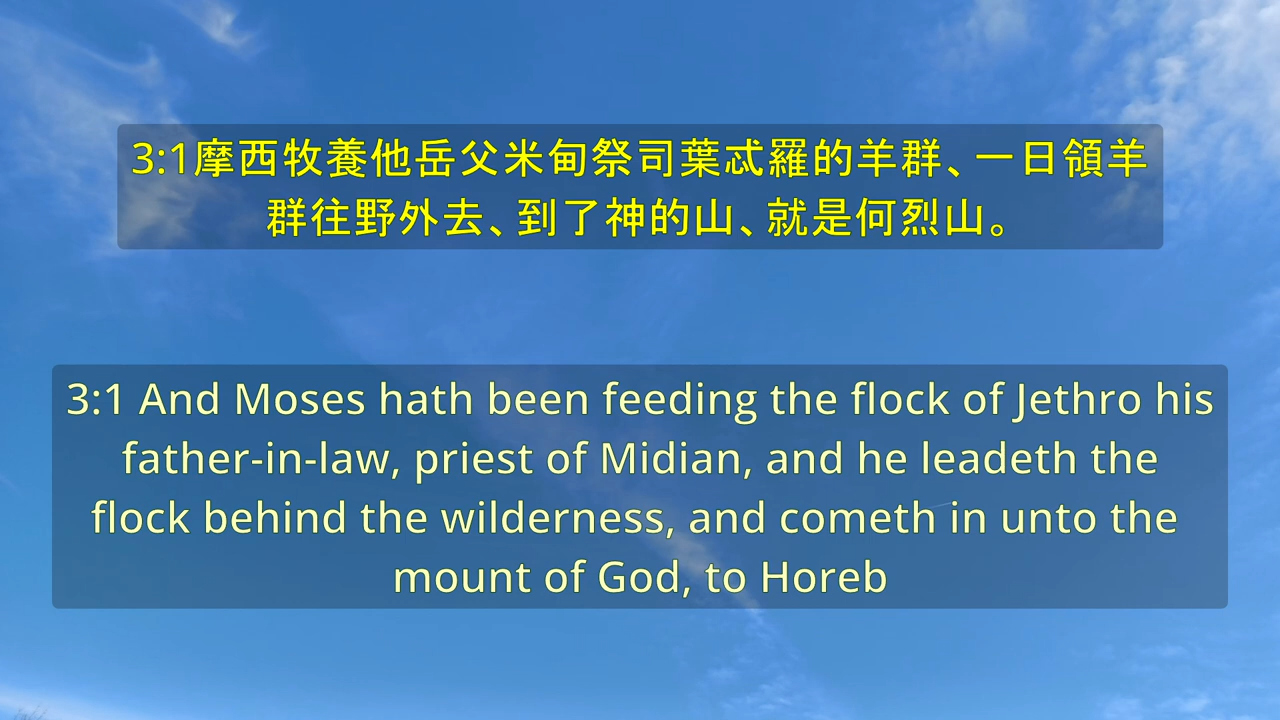 3:1摩西牧養他岳父米甸祭司葉忒羅的羊群、一日領羊
群往野外去、到了神的山、就是何烈山。
3:1 And Moses hath been feeding the flock of Jethro his
father-in-law, priest of Midian, and he leadeth the
flock behind the wilderness, and cometh in unto the
mount of God, to Horeb